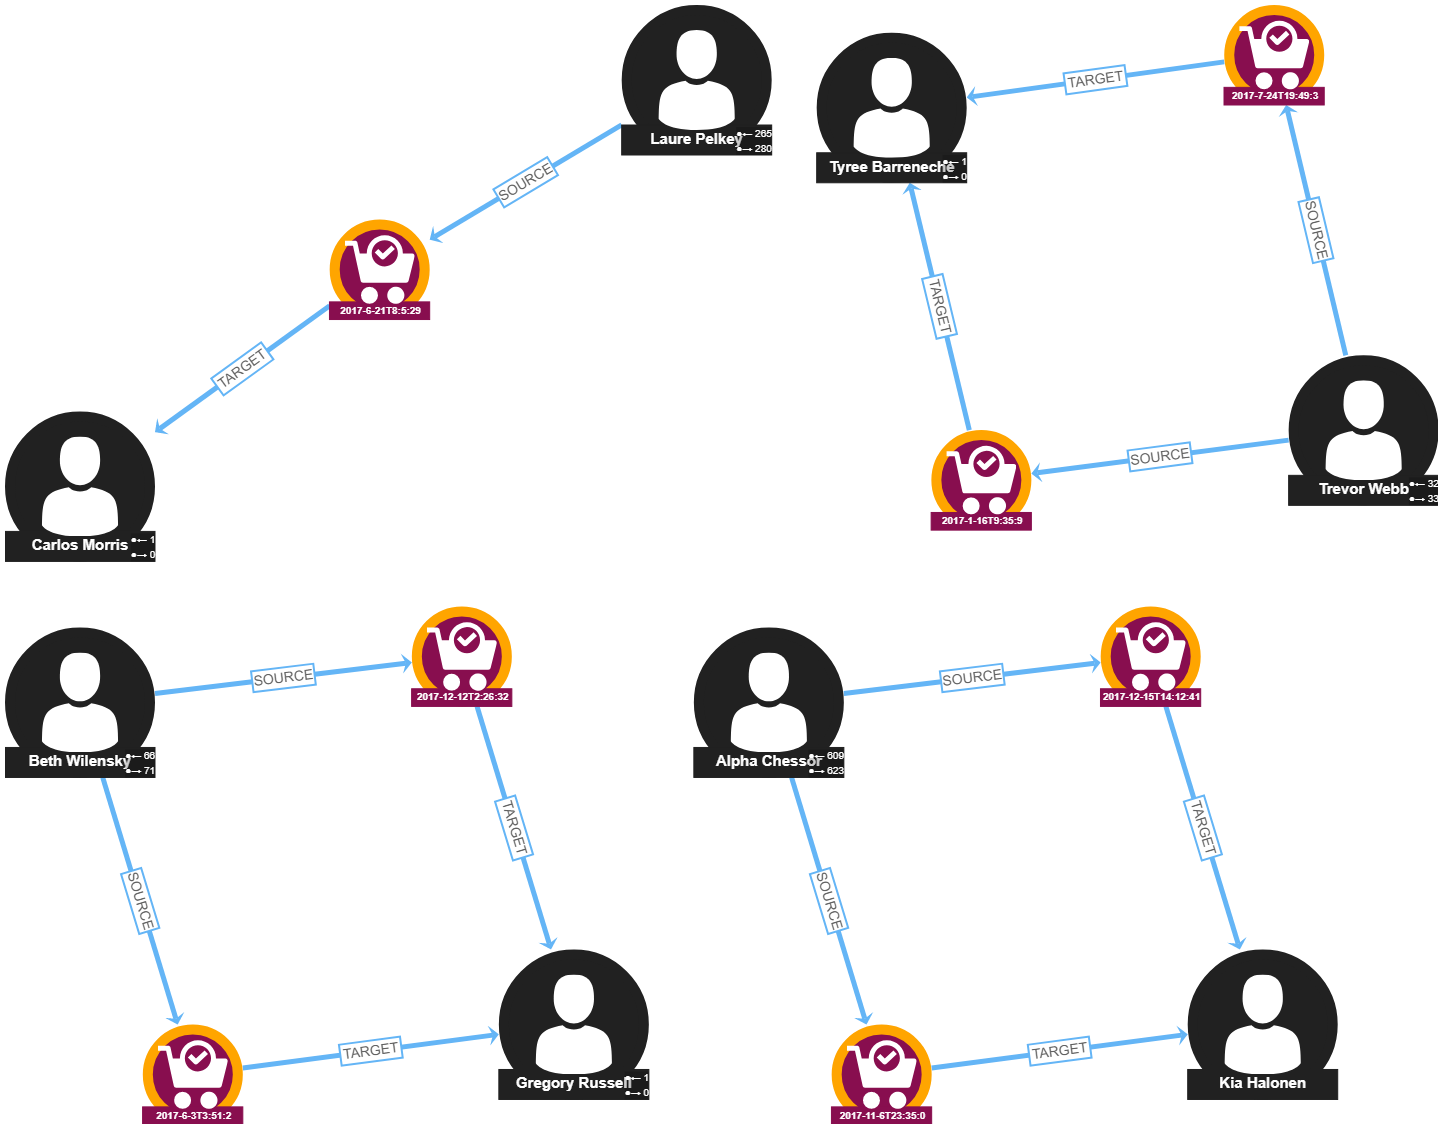 Laure Pelkey
265
280
SOURCE
2017-6-21T8:5:29
TARGET
Carlos Morris
1
0
2017-7-24T19:49:3
TARGET
Tyree Barreneche
1
0
SOURCE
TARGET
Trevor Webb
32
33
SOURCE
2017-1-16T9:35:9
Beth Wilensky
66
71
SOURCE
2017-12-12T2:26:32
TARGET
SOURCE
2017-6-3T3:51:2
TARGET
Gregory Russell
1
0
Alpha Chessor
609
623
SOURCE
2017-12-15T14:12:41
TARGET
SOURCE
2017-11-6T23:35:0
TARGET
Kia Halonen